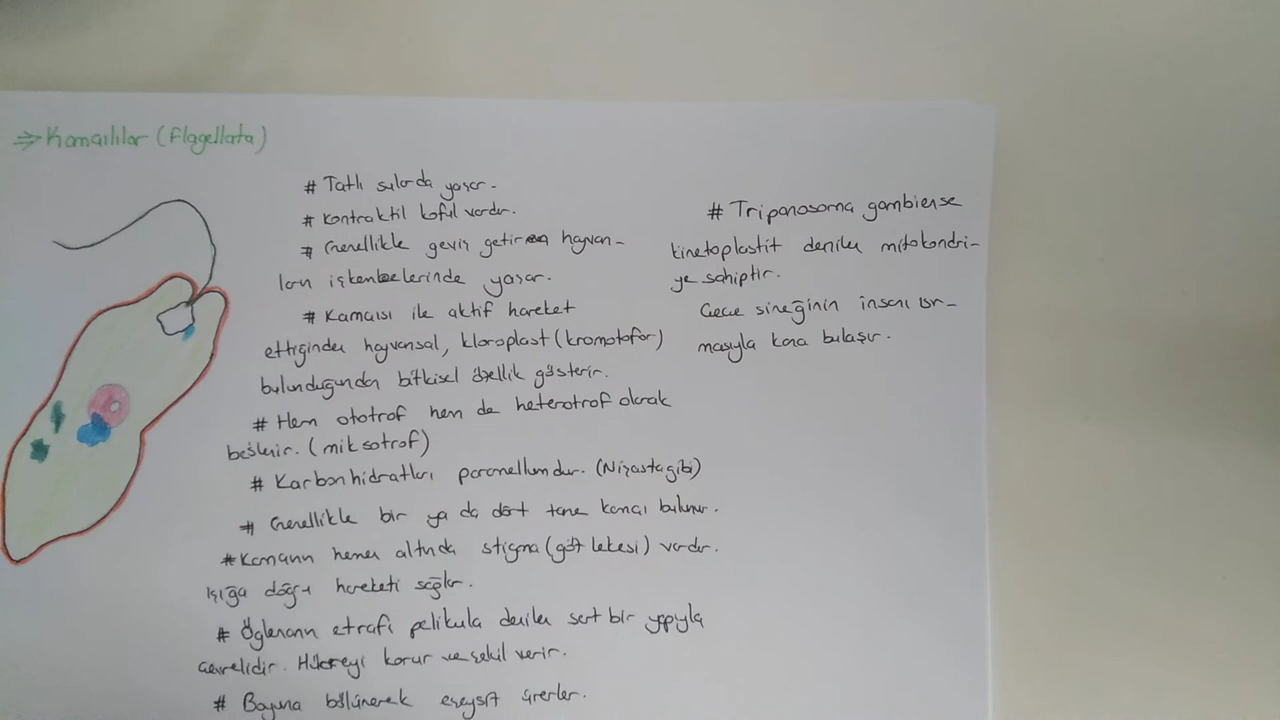 ⇒ Kamçılılar (Flagellata)
# Tatlı sularda yaşar.
# Kontraktil koful vardır.
# Genellikle geviş getiren hayvan-
ların işkembelerinde yaşar.
# Kamçısı ile aktif hareket
ettiğinden hayvansal, kloroplast (kromotofor)
bulunduğundan bitkisel özellik gösterir.
# Hem ototrof hem de heterotrof olarak
beslenir. (miksotrof)
# Karbonhidratları paramellumdur. (Nişasta gibi)
# Genellikle bir ya da dört tane kamçı bulunur.
# Kamçının hemen altında stigma (göz lekesi) vardır.
Işığa doğru hareketi sağlar.
# Öglenanın etrafı pelikula denilen sert bir yapıyla
çevrelidir. Hücreyi korur ve şekil verir.
# Boyuna bölünerek eşeysiz ürerler.
# Tripanosoma gambiense
kinetoplastit denilen mitokondri-
ye sahiptir.
Çeçe sineğinin insanı ısır-
masıyla kana bulaşır.